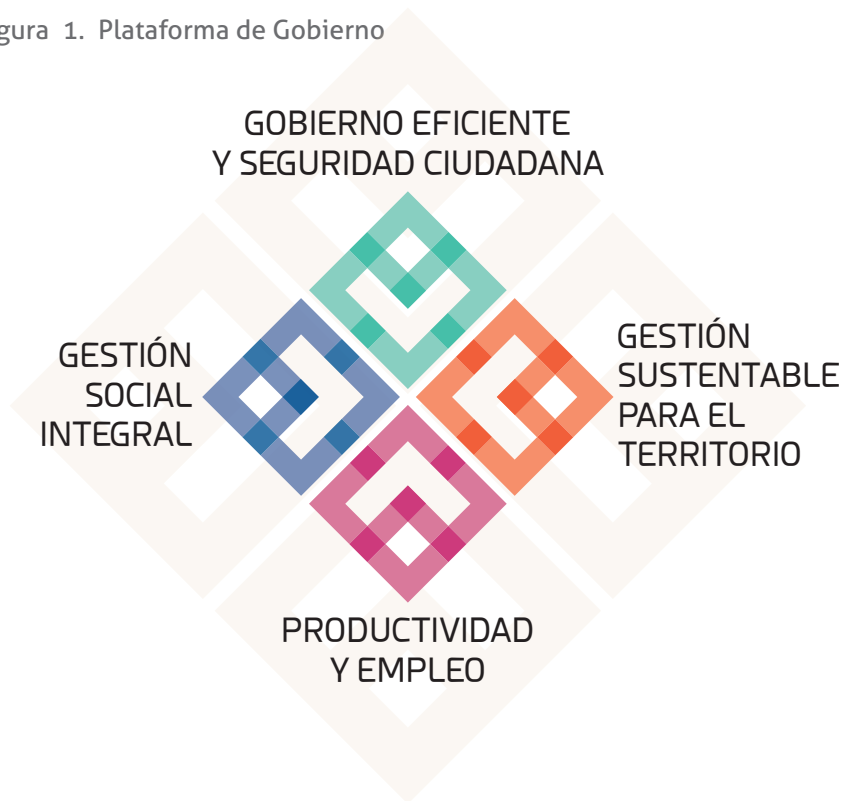 gura 1. Plataforma de Gobierno
GOBIERNO EFICIENTE
Y SEGURIDAD CIUDADANA
GESTIÓN
SOCIAL
INTEGRAL
GESTIÓN
SUSTENTABLE
PARA EL
TERRITORIO
PRODUCTIVIDAD
Y EMPLEO